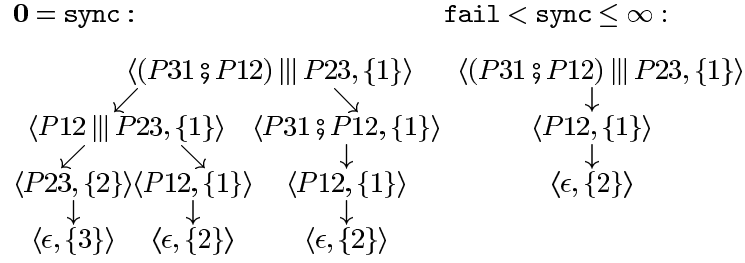 0 = sync : fail < sync ≤ ∞ :
⟨(P31 ⨟ P12) ||| P23, {1}⟩ ⟨(P31 ⨟ P12) ||| P23, {1}⟩
⟨P12 ||| P23, {1}⟩ ⟨P31 ⨟ P12, {1}⟩ ⟨P12, {1}⟩
⟨P23, {2}⟩ ⟨P12, {1}⟩ ⟨P12, {1}⟩ ⟨ϵ, {2}⟩
⟨ϵ, {3}⟩ ⟨ϵ, {2}⟩ ⟨ϵ, {2}⟩